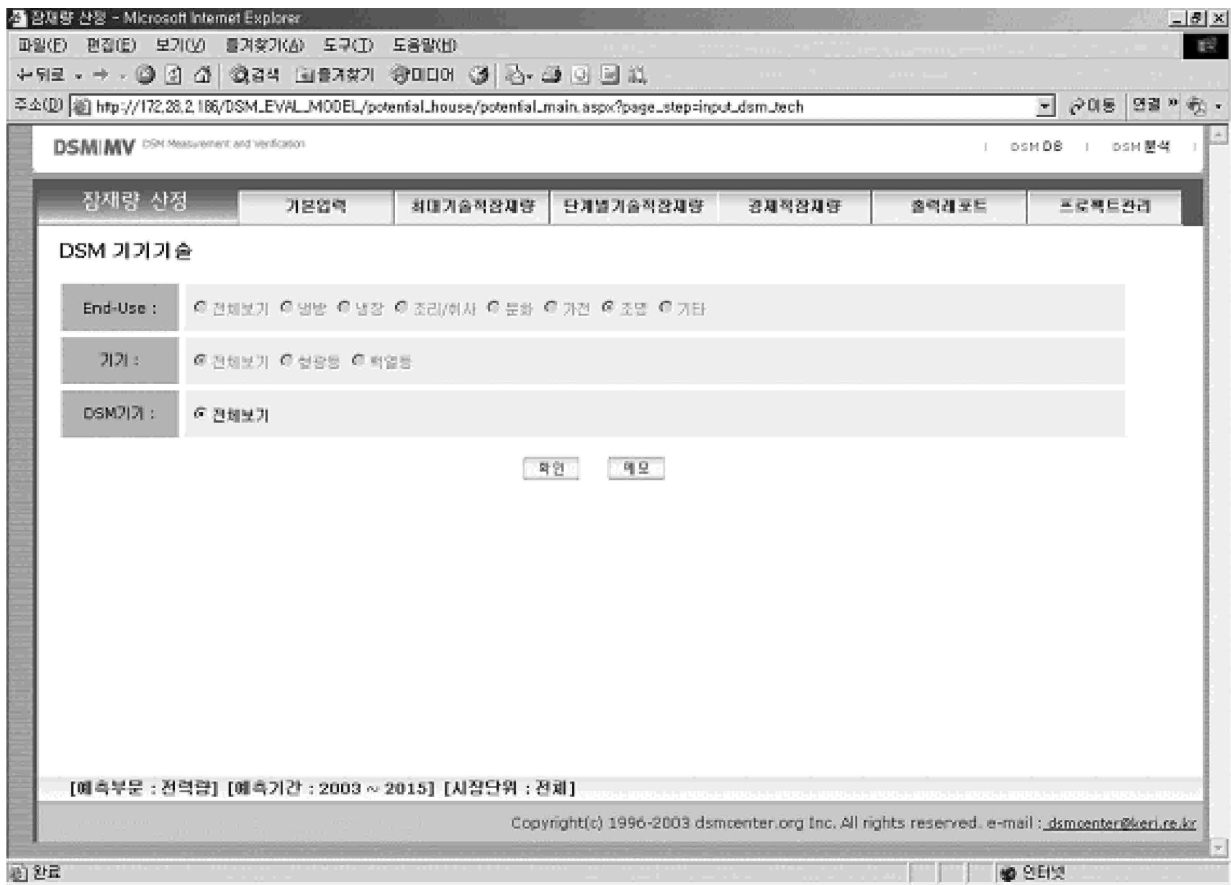 잠재량 산정 - Microsoft Internet Explorer
파일(F) 편집(E) 보기(V) 즐겨찾기(A) 도구(T) 도움말(H)
뒤로 검색 즐겨찾기 미디어
주소(D) http://172.28.2.186/DSM_EVAL_MODEL/potential_house/potential_main.aspx?page_step=input_dsm_tech 이동 연결 »
DSM|MV DSM Measurement and Verification | DSM DB | DSM 분석 |
잠재량 산정 기본입력 최대기술적잠재량 단계별기술적잠재량 경제적잠재량 출력레포트 프로젝트관리
DSM 기기기술
End-Use : 전체보기 냉방 냉장 조리/취사 문화 가전 조명 기타
기기 : 전체보기 형광등 백열등
DSM기기 : 전체보기
확인 메모
[예측부문 : 전력량] [예측기간 : 2003 ~ 2015] [시장단위 : 전체]
Copyright(c) 1996-2003 dsmcenter.org Inc. All rights reserved. e-mail : dsmcenter@keri.re.kr
완료 인터넷